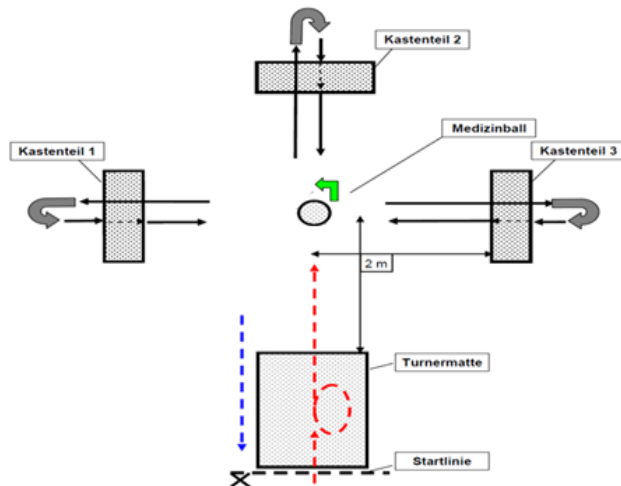 Kastenteil 2
Medizinball
Kastenteil 1
Kastenteil 3
2 m
Turnermatte
Startlinie
X